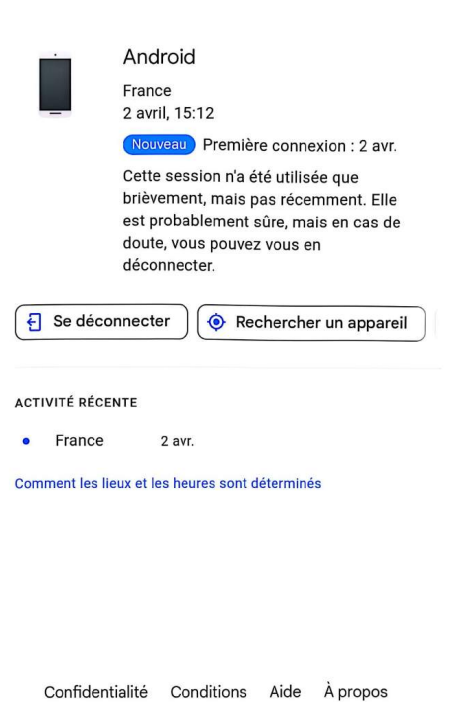 Android
France
2 avril, 15:12
Nouveau Première connexion : 2 avr.
Cette session n'a été utilisée que
brièvement, mais pas récemment. Elle
est probablement sûre, mais en cas de
doute, vous pouvez vous en
déconnecter.
Se déconnecter Rechercher un appareil
ACTIVITÉ RÉCENTE
France 2 avr.
Comment les lieux et les heures sont déterminés
Confidentialité Conditions Aide À propos